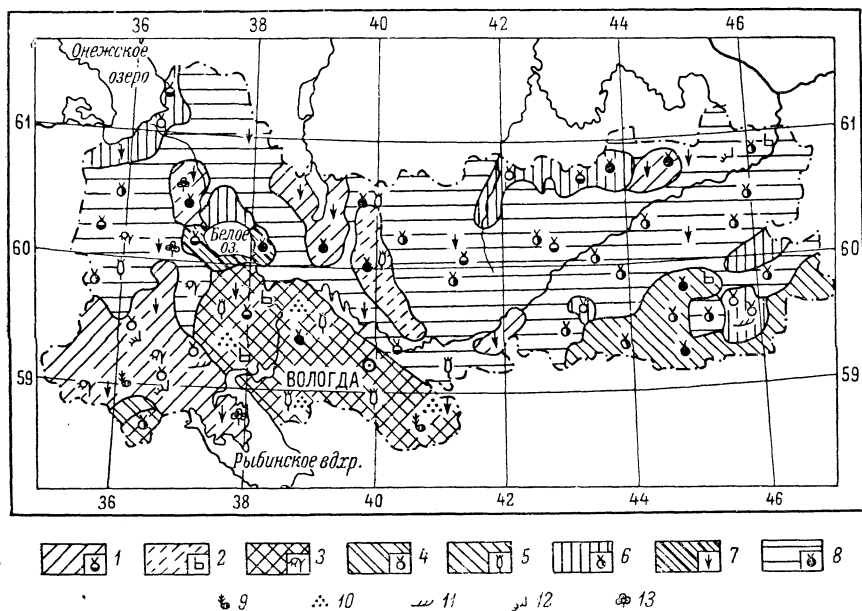 36 38 40 42 44 46
Онежское
озеро
61 61
Белое
оз.
60 60
59 ВОЛОГДА 59
Рыбинское вдхр.
36 38 40 42 44 46
1 2 3 4 5 6 7 8
9 10 11 12 13